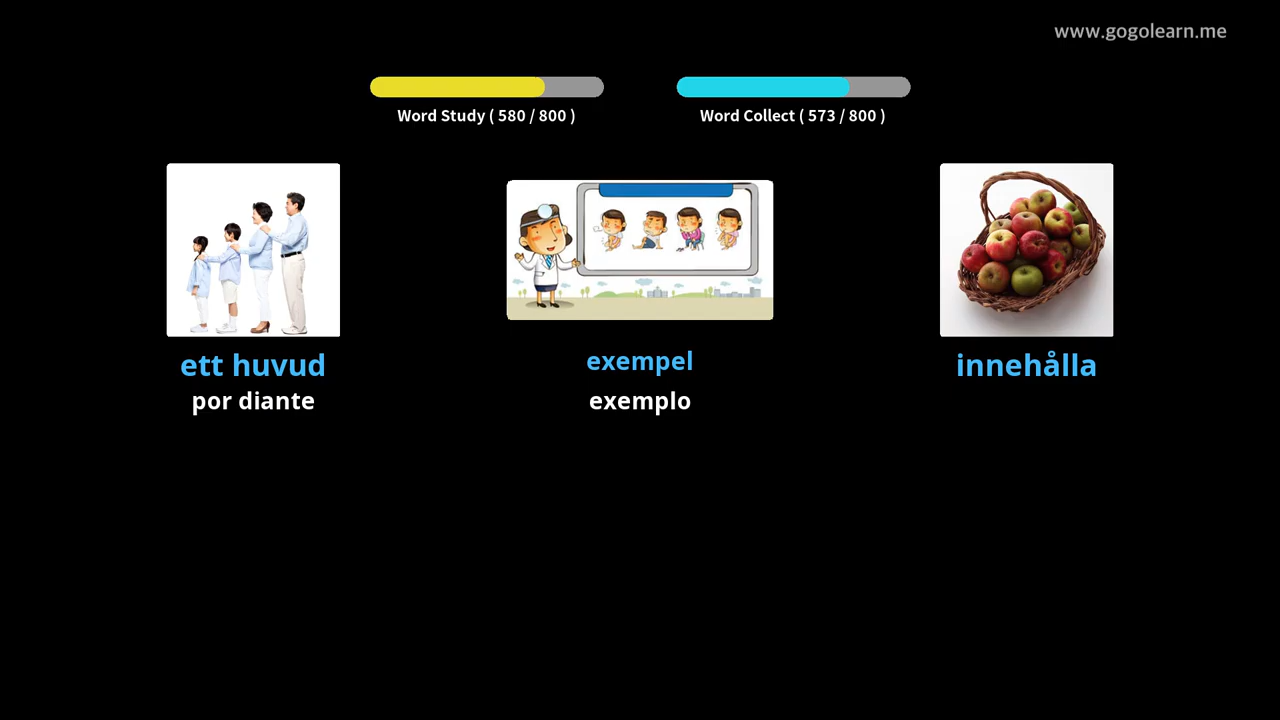 www.gogolearn.me
Word Study ( 580 / 800 )
Word Collect ( 573 / 800 )
ett huvud
por diante
exempel
exemplo
innehålla